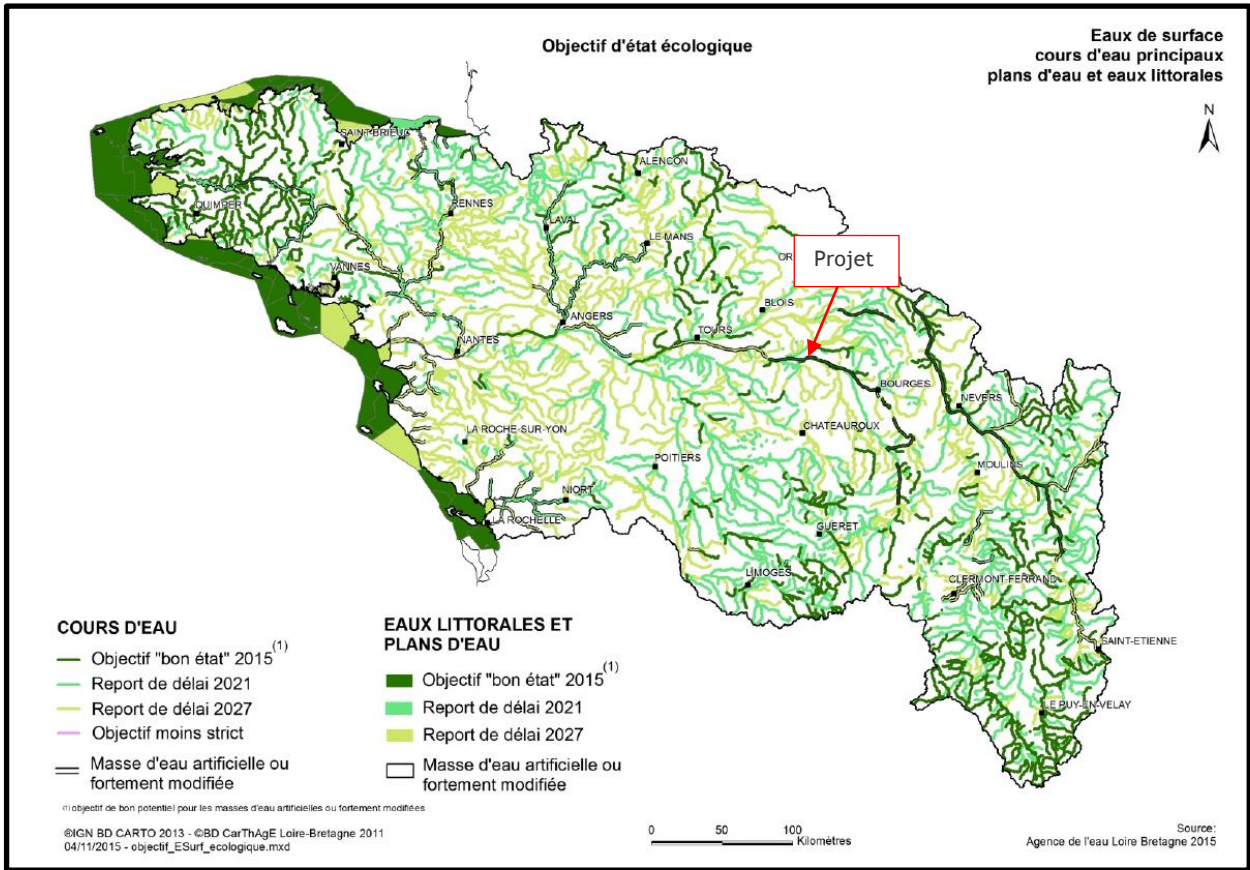 Objectif d'état écologique
Eaux de surface
cours d'eau principaux
plans d'eau et eaux littorales
N
SAINT-BRIEUC
ALENCON
QUIMPER
RENNES
LAVAL
LE MANS
OR
Projet
VANNES
BLOIS
ANGERS
TOURS
NANTES
BOURGES
NEVERS
LA ROCHE-SUR-YON
CHATEAUROUX
POITIERS
MOULINS
NIORT
LA ROCHELLE
GUERET
LIMOGES
CLERMONT-FERRAND
SAINT-ETIENNE
LE PUY-EN-VELAY
COURS D'EAU
Objectif "bon état" 2015(1)
Report de délai 2021
Report de délai 2027
Objectif moins strict
Masse d'eau artificielle ou
fortement modifiée
EAUX LITTORALES ET
PLANS D'EAU
Objectif "bon état" 2015(1)
Report de délai 2021
Report de délai 2027
Masse d'eau artificielle ou
fortement modifiée
(1) objectif de bon potentiel pour les masses d'eau artificielles ou fortement modifiées
©IGN BD CARTO 2013 - ©BD CarThAgE Loire-Bretagne 2011
04/11/2015 - objectif_ESurf_ecologique.mxd
0 50 100
Kilomètres
Source:
Agence de l'eau Loire Bretagne 2015